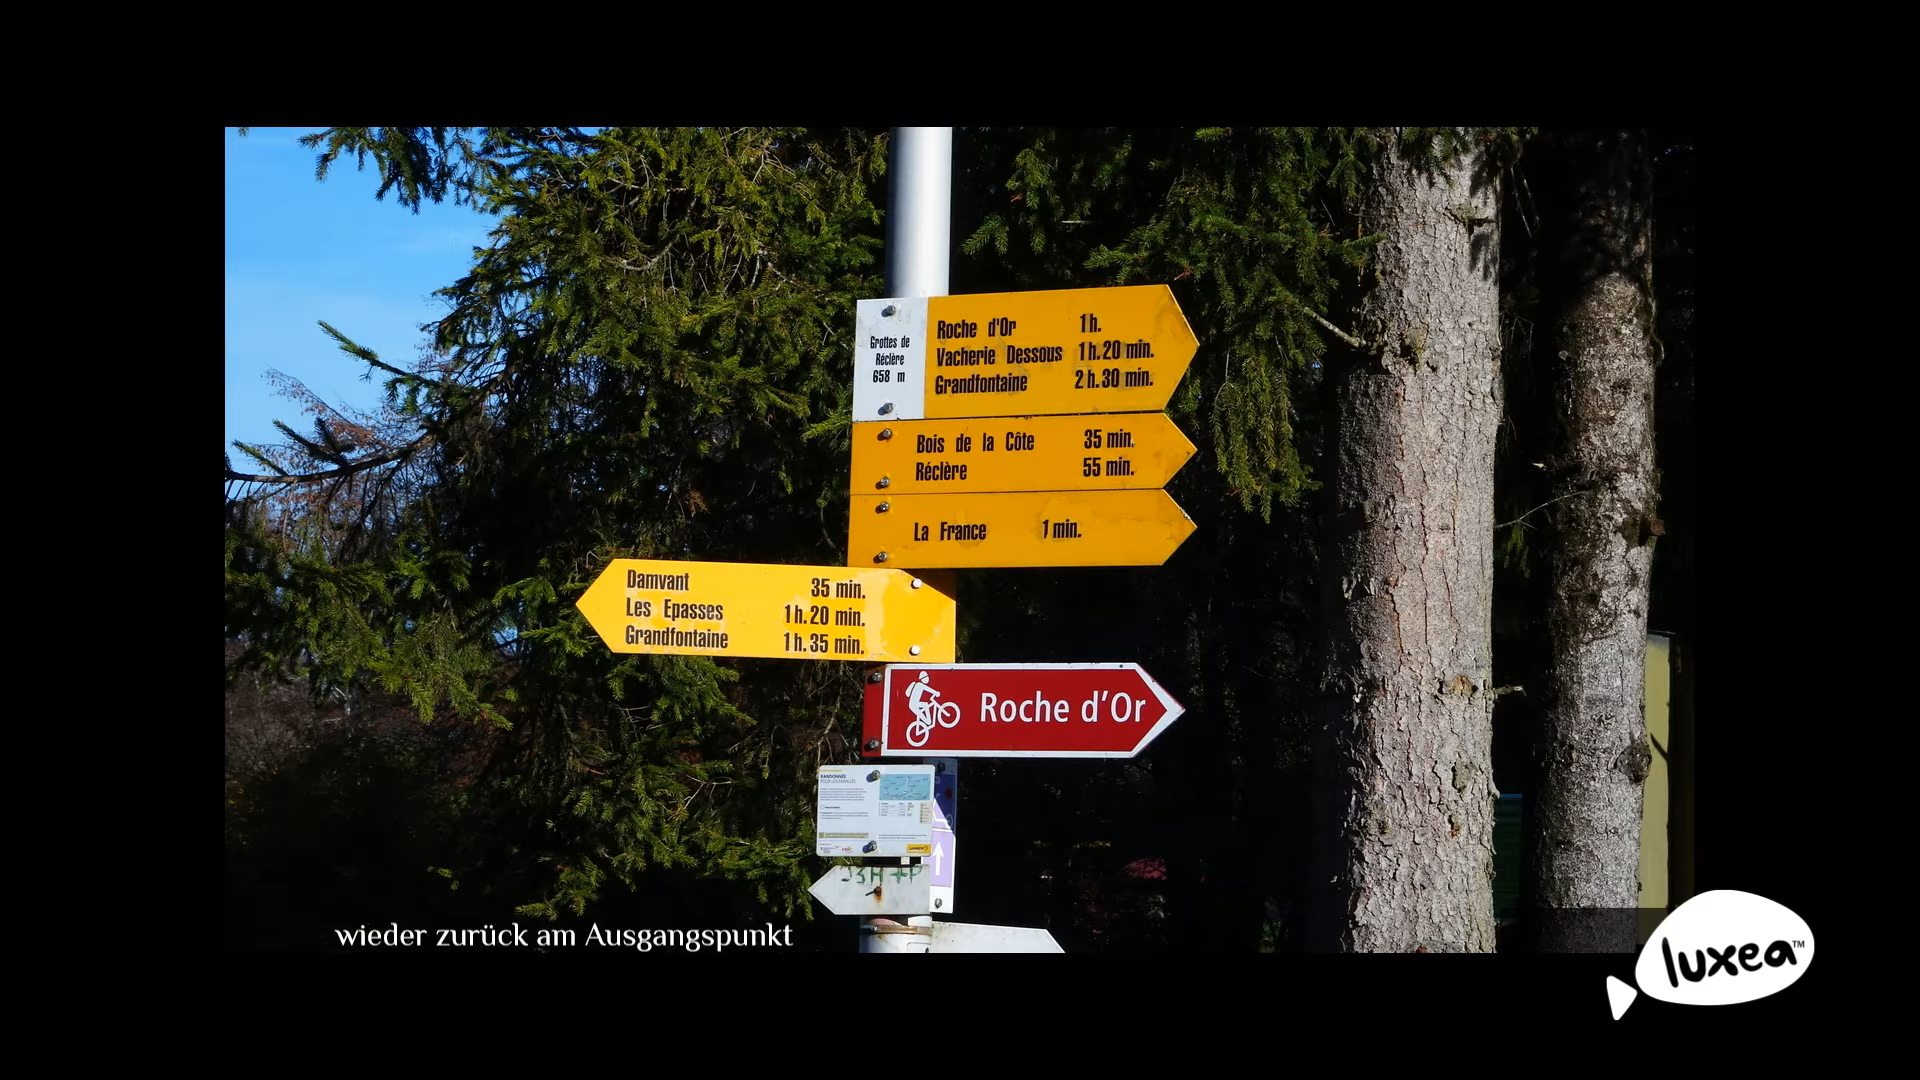 Grottes de
Réclère
658 m
Roche d'Or 1 h.
Vacherie Dessous 1 h. 20 min.
Grandfontaine 2 h. 30 min.
Bois de la Côte 35 min.
Réclère 55 min.
La France 1 min.
Damvant 35 min.
Les Epasses 1 h. 20 min.
Grandfontaine 1 h. 35 min.
Roche d'Or
RANDONNÉE
wieder zurück am Ausgangspunkt
luxea™